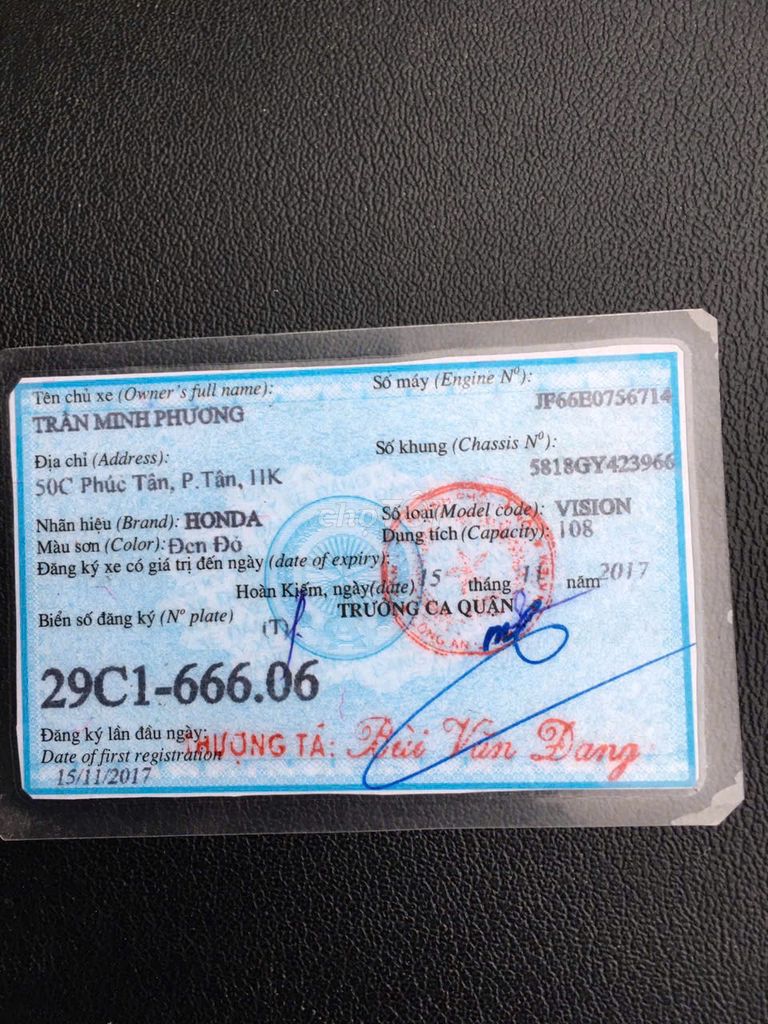 Tên chủ xe (Owner's full name):
TRẦN MINH PHƯƠNG
Số máy (Engine Nº):
JF66E0756714
Địa chỉ (Address):
50C Phúc Tân, P.Tân, HK
Số khung (Chassis Nº):
5818GY423966
Nhãn hiệu (Brand): HONDA
Số loại(Model code): VISION
Màu sơn (Color): Đen Đỏ
Dung tích (Capacity): 108
Đăng ký xe có giá trị đến ngày (date of expiry):
Hoàn Kiếm, ngày(date) 15 tháng 11 năm 2017
Biển số đăng ký (Nº plate)
(T)
TRƯỞNG CA QUẬN
29C1-666.06
Đăng ký lần đầu ngày:
Date of first registration
15/11/2017
THƯỢNG TÁ: Bùi Văn Đang